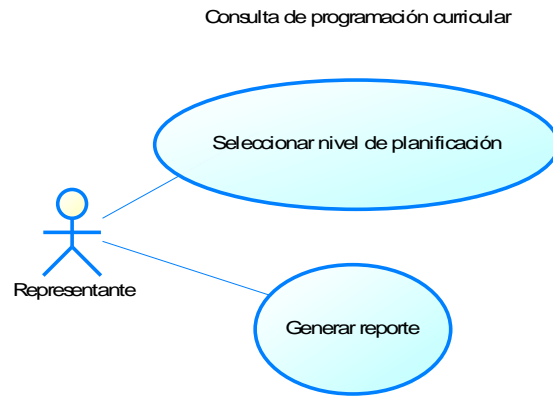 Consulta de programación curricular
Seleccionar nivel de planificación
Representante
Generar reporte